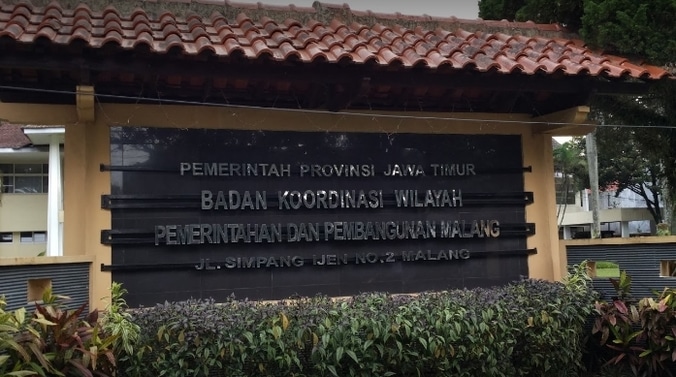 PEMERINTAH PROVINSI JAWA TIMUR
BADAN KOORDINASI WILAYAH
PEMERINTAHAN DAN PEMBANGUNAN MALANG
JL. SIMPANG IJEN NO.2 MALANG